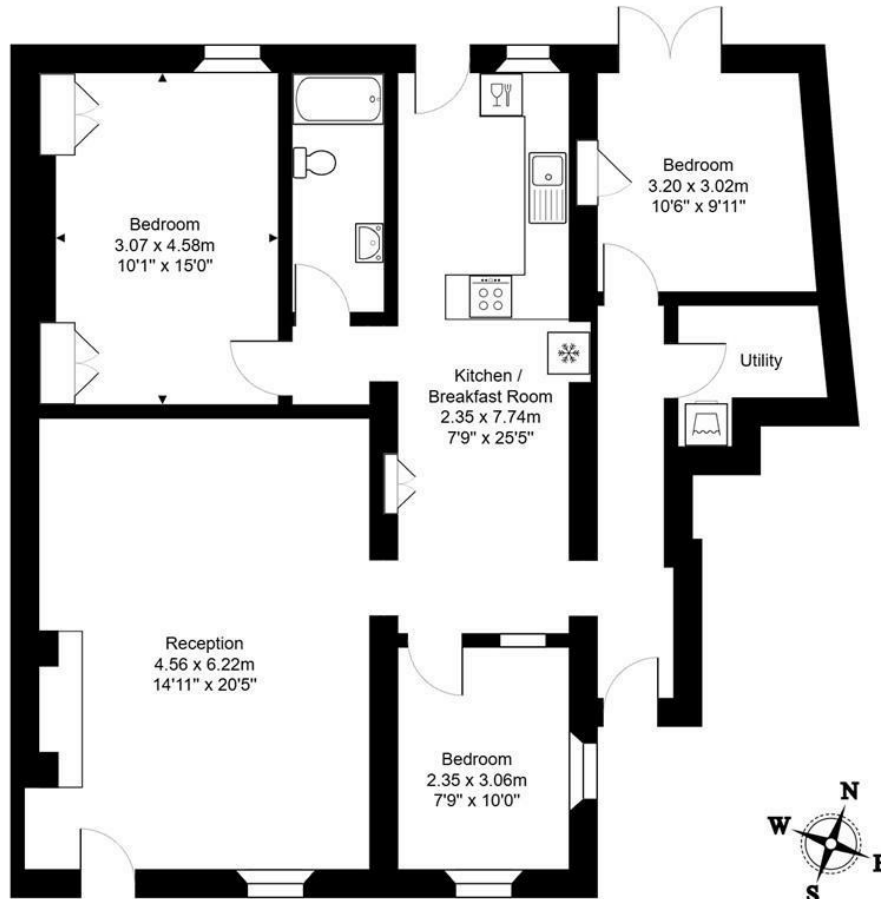 Bedroom
3.07 x 4.58m
10'1" x 15'0"
Bedroom
3.20 x 3.02m
10'6" x 9'11"
Utility
Kitchen /
Breakfast Room
2.35 x 7.74m
7'9" x 25'5"
Reception
4.56 x 6.22m
14'11" x 20'5"
Bedroom
2.35 x 3.06m
7'9" x 10'0"
N
W
E
S